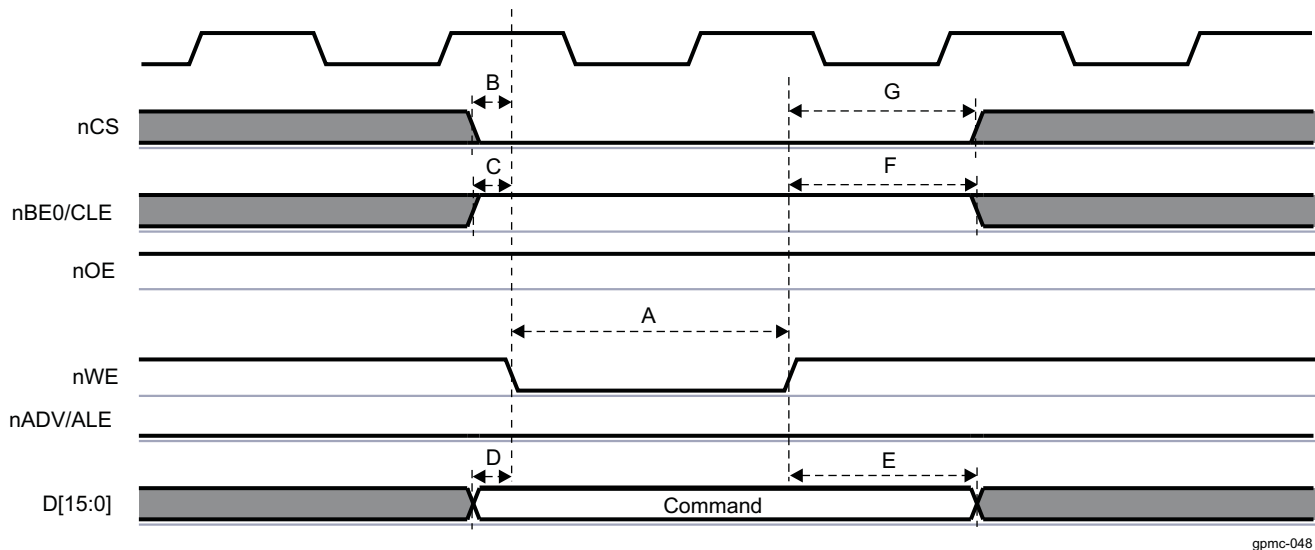 B
G
nCS
C
F
nBE0/CLE
nOE
A
nWE
nADV/ALE
D
E
D[15:0]
Command
gpmc-048